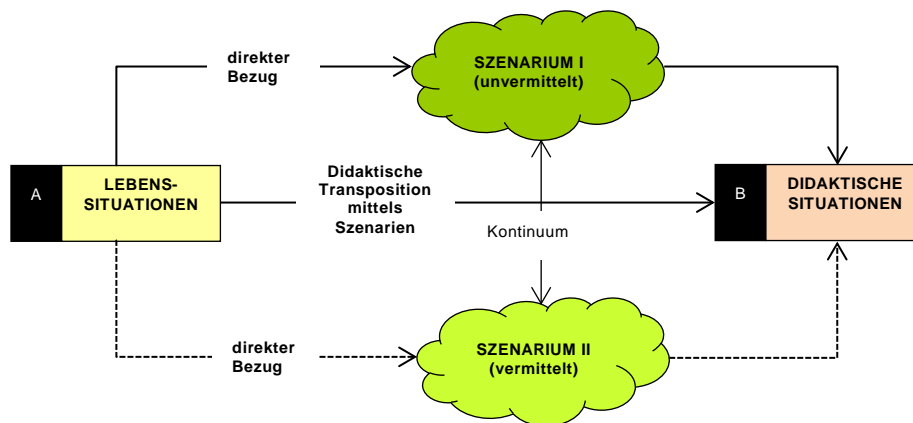 direkter
Bezug
SZENARIUM I
(unvermittelt)
A
LEBENS-
SITUATIONEN
Didaktische
Transposition
mittels
Szenarien
Kontinuum
B
DIDAKTISCHE
SITUATIONEN
direkter
Bezug
SZENARIUM II
(vermittelt)